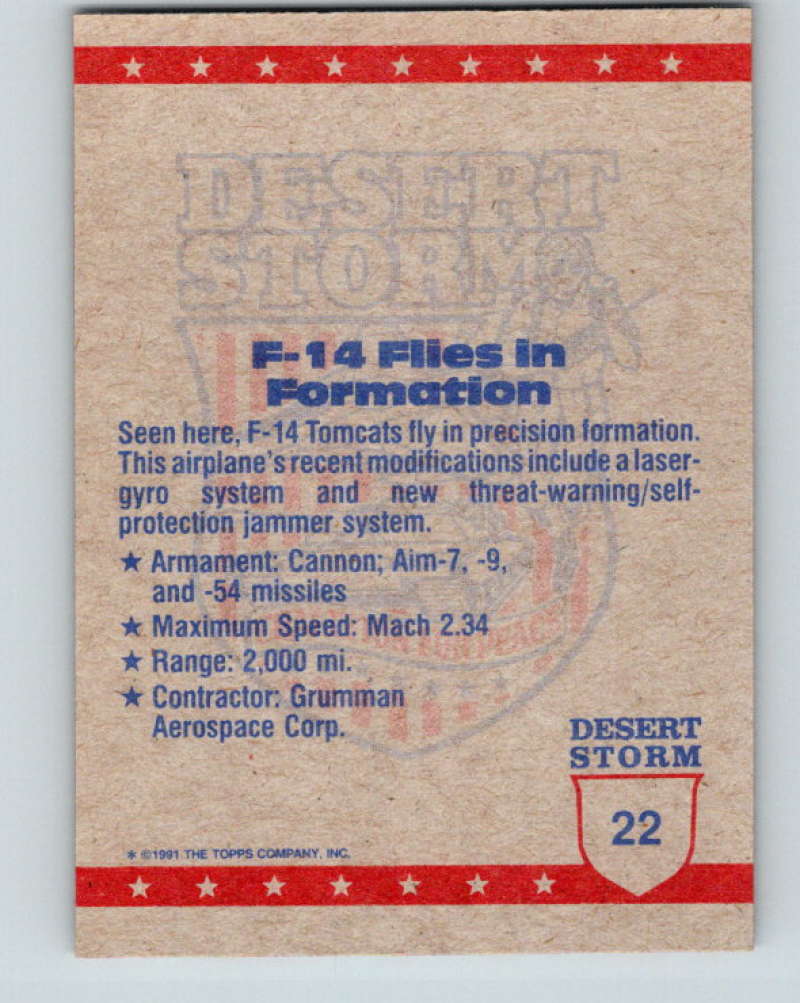 DESERT
STORM
F-14 Flies in
Formation
Seen here, F-14 Tomcats fly in precision formation.
This airplane's recent modifications include a laser-
gyro system and new threat-warning/self-
protection jammer system.
★ Armament: Cannon; Aim-7, -9,
and -54 missiles
★ Maximum Speed: Mach 2.34
★ Range: 2,000 mi.
★ Contractor: Grumman
Aerospace Corp.
DESERT
STORM
22
* ©1991 THE TOPPS COMPANY, INC.